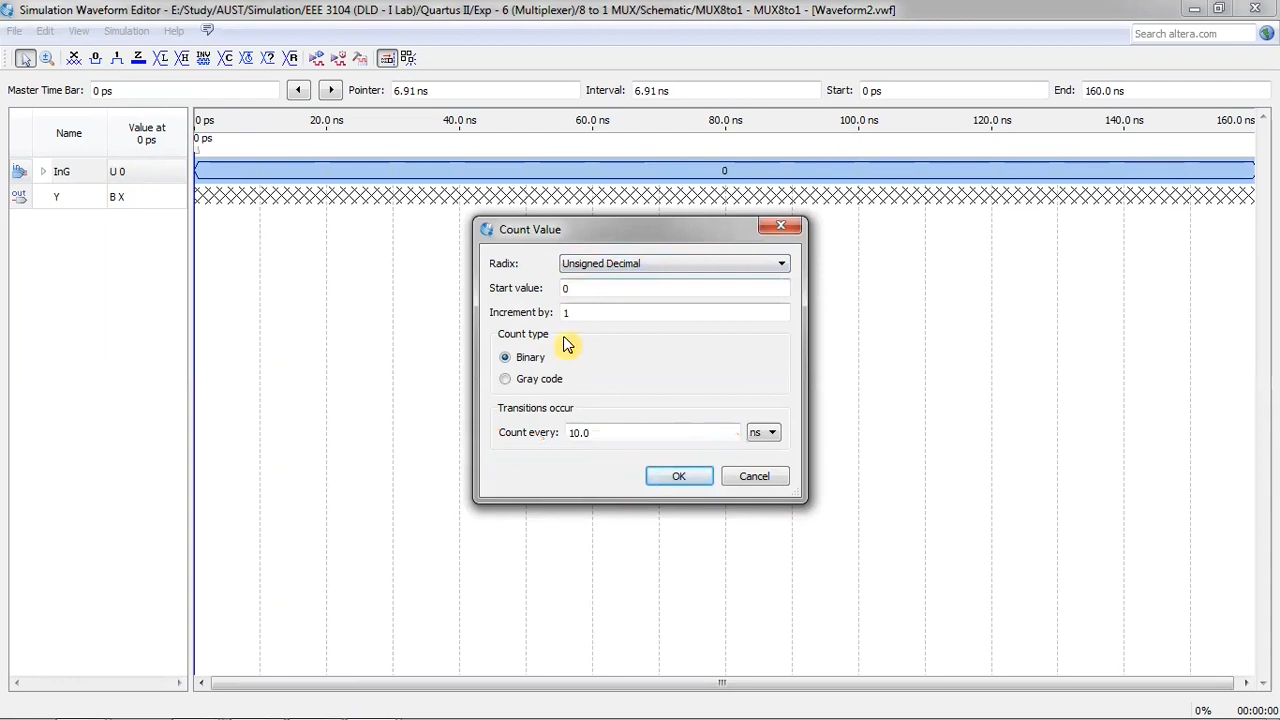 Simulation Waveform Editor - E:/Study/AUST/Simulation/EEE 3104 (DLD - I Lab)/Quartus II/Exp - 6 (Multiplexer)/8 to 1 MUX/Schematic/MUX8to1 - MUX8to1 - [Waveform2.vwf]
File Edit View Simulation Help
Search altera.com
Master Time Bar: 0 ps Pointer: 6.91 ns Interval: 6.91 ns Start: 0 ps End: 160.0 ns
Name Value at 0 ps
0 ps 20.0 ns 40.0 ns 60.0 ns 80.0 ns 100.0 ns 120.0 ns 140.0 ns 160.0 ns
0 ps
InG U 0 0
Y B X
Count Value
Radix: Unsigned Decimal
Start value: 0
Increment by: 1
Count type
Binary
Gray code
Transitions occur
Count every: 10.0 ns
OK Cancel
0% 00:00:00